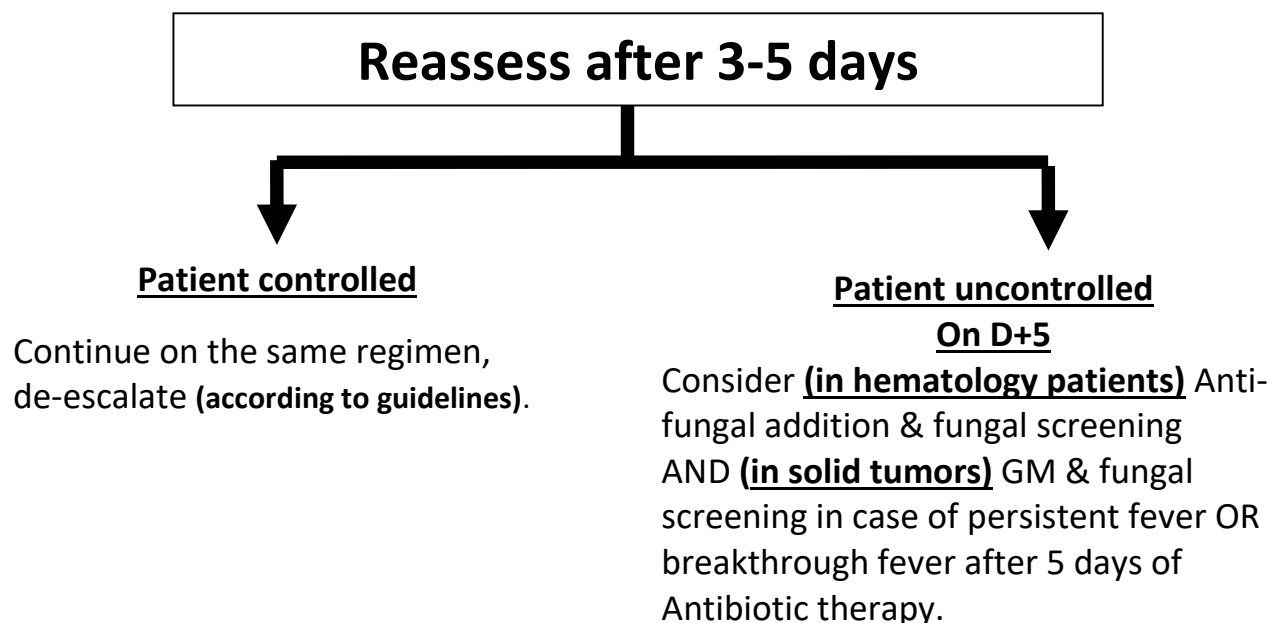 Reassess after 3-5 days
Patient controlled
Continue on the same regimen,
de-escalate (according to guidelines).
Patient uncontrolled
On D+5
Consider (in hematology patients) Anti-
fungal addition & fungal screening
AND (in solid tumors) GM & fungal
screening in case of persistent fever OR
breakthrough fever after 5 days of
Antibiotic therapy.